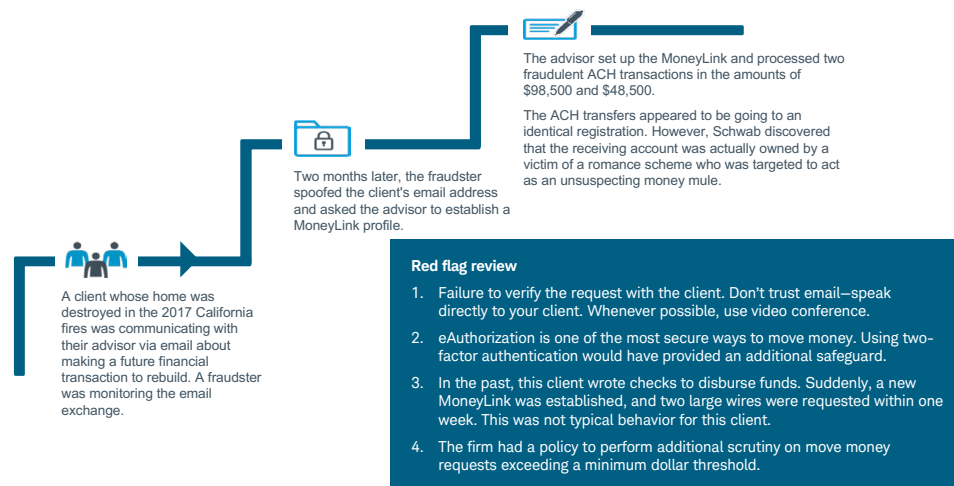 The advisor set up the MoneyLink and processed two
fraudulent ACH transactions in the amounts of
$98,500 and $48,500.
The ACH transfers appeared to be going to an
identical registration. However, Schwab discovered
that the receiving account was actually owned by a
victim of a romance scheme who was targeted to act
as an unsuspecting money mule.
Two months later, the fraudster
spoofed the client's email address
and asked the advisor to establish a
MoneyLink profile.
A client whose home was
destroyed in the 2017 California
fires was communicating with
their advisor via email about
making a future financial
transaction to rebuild. A fraudster
was monitoring the email
exchange.
Red flag review
1. Failure to verify the request with the client. Don't trust email—speak
directly to your client. Whenever possible, use video conference.
2. eAuthorization is one of the most secure ways to move money. Using two-
factor authentication would have provided an additional safeguard.
3. In the past, this client wrote checks to disburse funds. Suddenly, a new
MoneyLink was established, and two large wires were requested within one
week. This was not typical behavior for this client.
4. The firm had a policy to perform additional scrutiny on move money
requests exceeding a minimum dollar threshold.